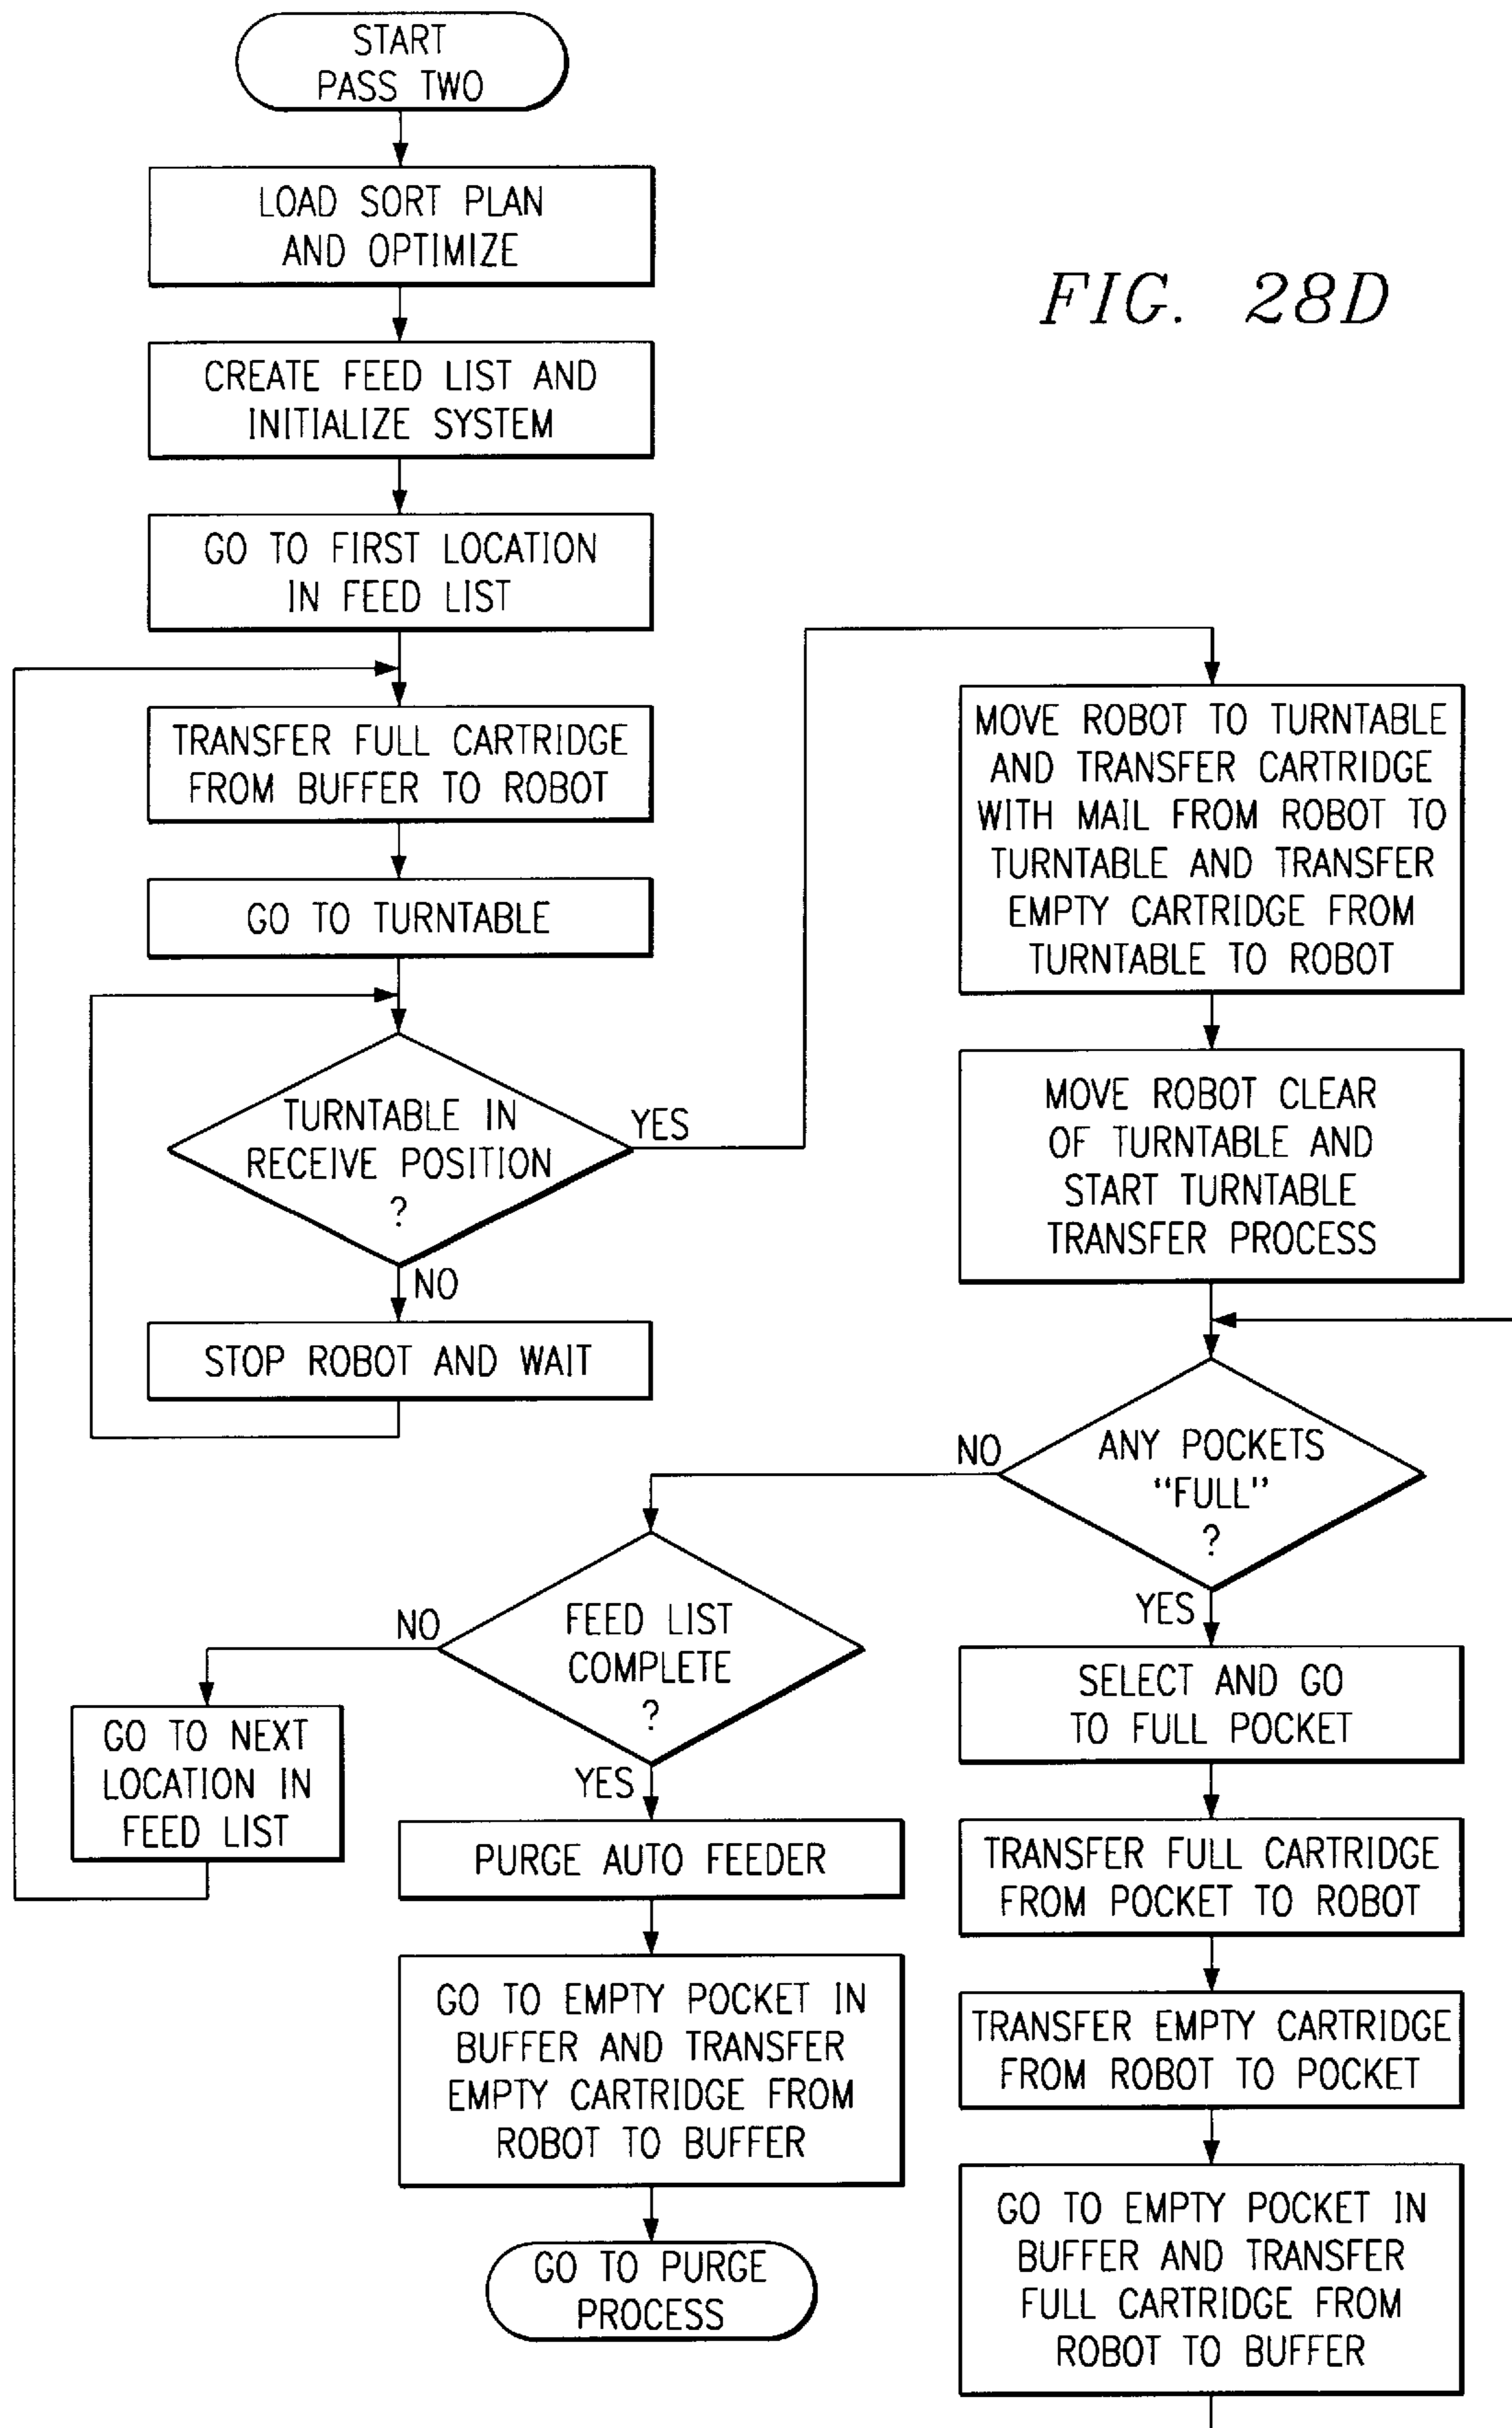 START
PASS TWO
LOAD SORT PLAN
AND OPTIMIZE
FIG. 28D
CREATE FEED LIST AND
INITIALIZE SYSTEM
GO TO FIRST LOCATION
IN FEED LIST
TRANSFER FULL CARTRIDGE
FROM BUFFER TO ROBOT
GO TO TURNTABLE
TURNTABLE IN
RECEIVE POSITION
?
YES
NO
STOP ROBOT AND WAIT
MOVE ROBOT TO TURNTABLE
AND TRANSFER CARTRIDGE
WITH MAIL FROM ROBOT TO
TURNTABLE AND TRANSFER
EMPTY CARTRIDGE FROM
TURNTABLE TO ROBOT
MOVE ROBOT CLEAR
OF TURNTABLE AND
START TURNTABLE
TRANSFER PROCESS
ANY POCKETS
“FULL”
?
NO
YES
FEED LIST
COMPLETE
?
NO
YES
GO TO NEXT
LOCATION IN
FEED LIST
PURGE AUTO FEEDER
GO TO EMPTY POCKET IN
BUFFER AND TRANSFER
EMPTY CARTRIDGE FROM
ROBOT TO BUFFER
GO TO PURGE
PROCESS
SELECT AND GO
TO FULL POCKET
TRANSFER FULL CARTRIDGE
FROM POCKET TO ROBOT
TRANSFER EMPTY CARTRIDGE
FROM ROBOT TO POCKET
GO TO EMPTY POCKET IN
BUFFER AND TRANSFER
FULL CARTRIDGE FROM
ROBOT TO BUFFER